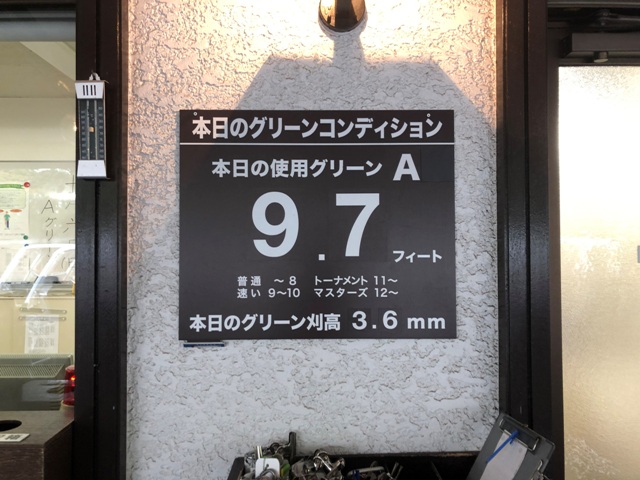 本日のグリーンコンディション
本日の使用グリーン A
9.7 フィート
普通 ～8 トーナメント 11～
速い 9～10 マスターズ 12～
本日のグリーン刈高 3.6mm